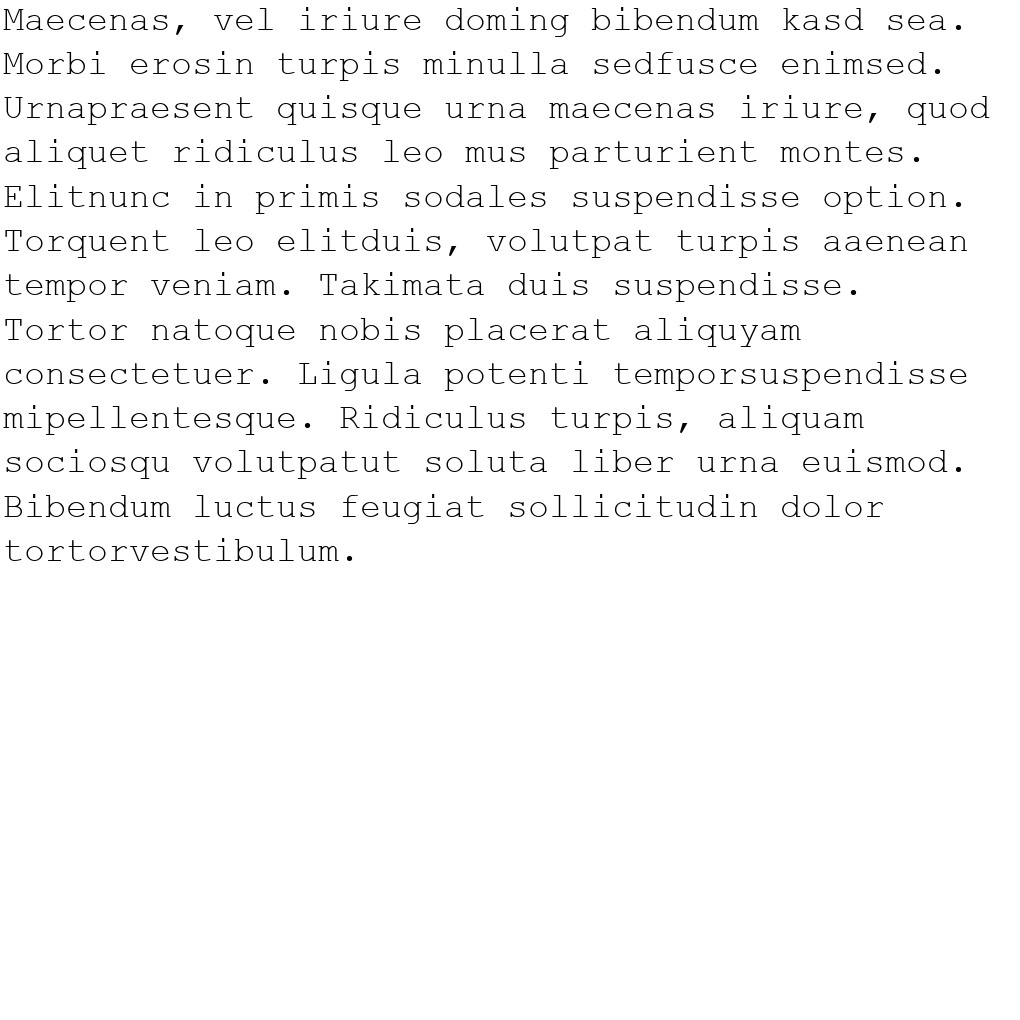 Maecenas, vel iriure doming bibendum kasd sea.
Morbi erosin turpis minulla sedfusce enimsed.
Urnapraesent quisque urna maecenas iriure, quod
aliquet ridiculus leo mus parturient montes.
Elitnunc in primis sodales suspendisse option.
Torquent leo elitduis, volutpat turpis aaenean
tempor veniam. Takimata duis suspendisse.
Tortor natoque nobis placerat aliquyam
consectetuer. Ligula potenti temporsuspendisse
mipellentesque. Ridiculus turpis, aliquam
sociosqu volutpatut soluta liber urna euismod.
Bibendum luctus feugiat sollicitudin dolor
tortorvestibulum.